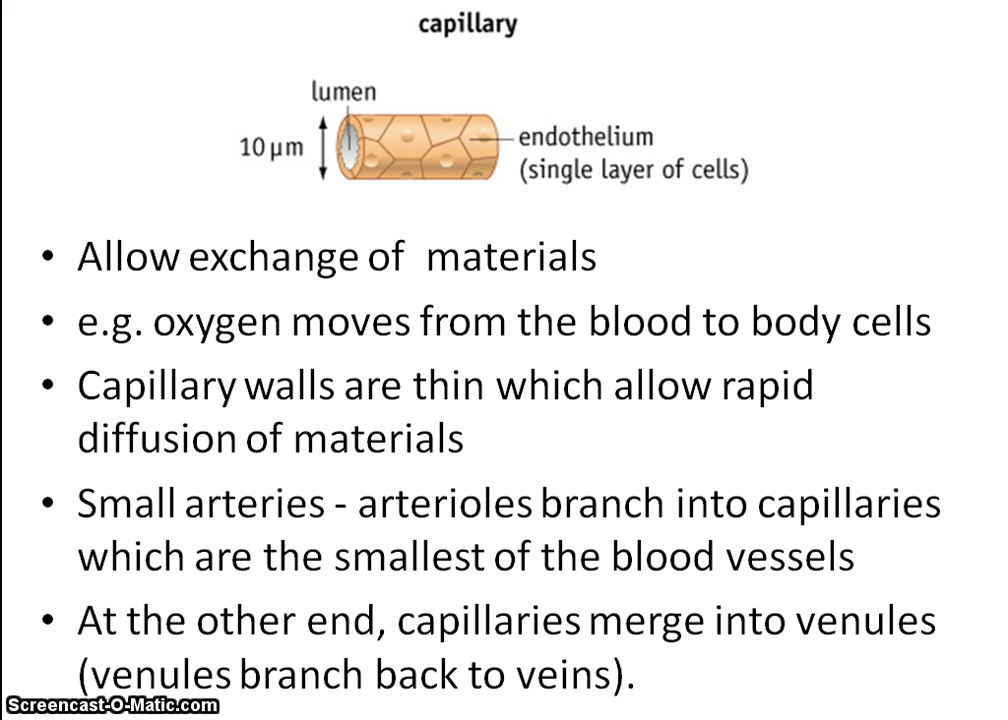 capillary
lumen
10 µm
endothelium
(single layer of cells)
• Allow exchange of  materials
• e.g. oxygen moves from the blood to body cells
• Capillary walls are thin which allow rapid
diffusion of materials
• Small arteries - arterioles branch into capillaries
which are the smallest of the blood vessels
• At the other end, capillaries merge into venules
(venules branch back to veins).
Screencast-O-Matic.com